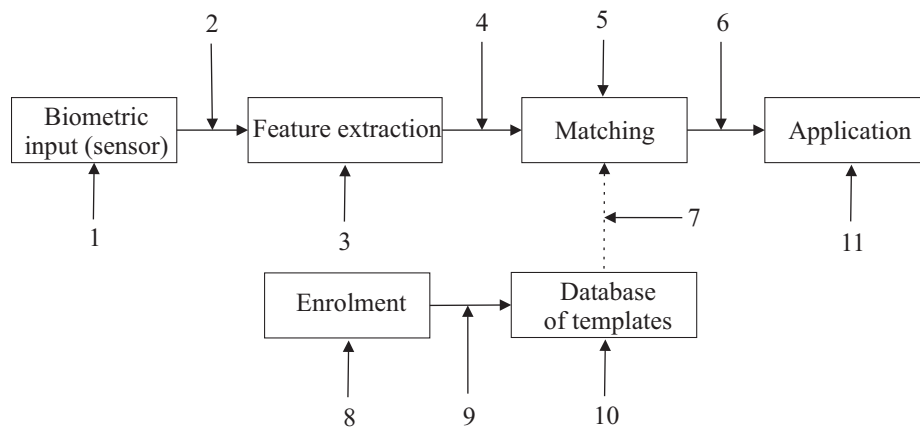 2
4
5
6
Biometric
input (sensor)
Feature extraction
Matching
Application
1
3
7
11
Enrolment
Database
of templates
8
9
10